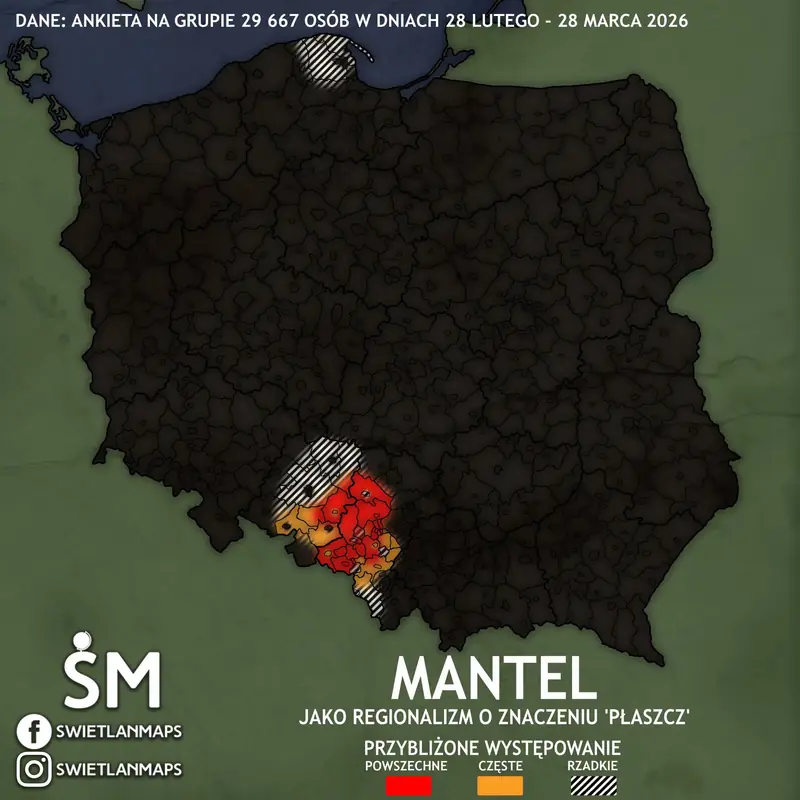 DANE: ANKIETA NA GRUPIE 29 667 OSÓB W DNIACH 28 LUTEGO - 28 MARCA 2026
ŚM
SWIETLANMAPS
SWIETLANMAPS
MANTEL
JAKO REGIONALIZM O ZNACZENIU 'PŁASZCZ'
PRZYBLIŻONE WYSTĘPOWANIE
POWSZECHNE CZĘSTE RZADKIE